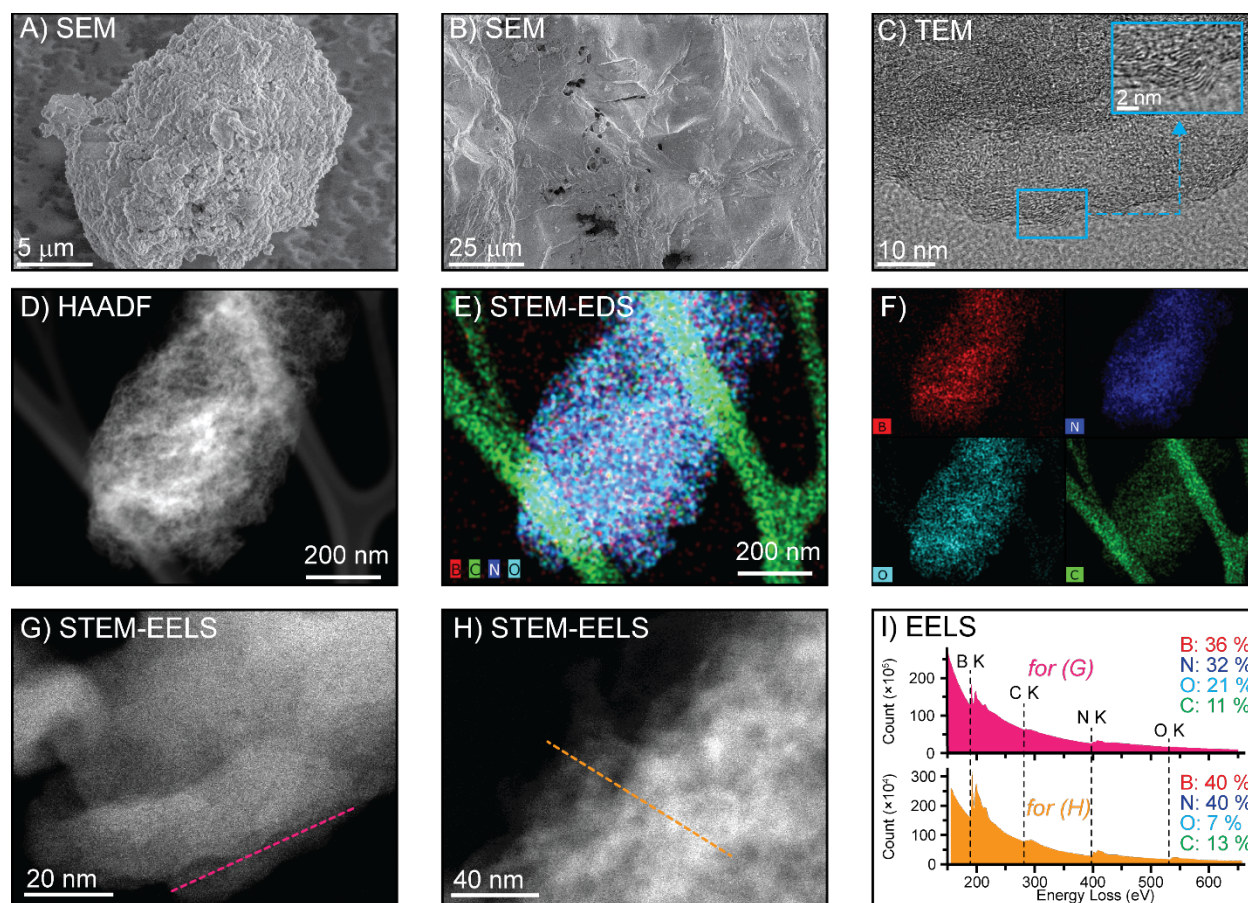 A) SEM
5 μm
B) SEM
25 μm
C) TEM
2 nm
10 nm
D) HAADF
200 nm
E) STEM-EDS
B C N O
200 nm
F)
B
N
O
C
G) STEM-EELS
20 nm
H) STEM-EELS
40 nm
I) EELS
for (G)
B: 36 %
N: 32 %
O: 21 %
C: 11 %
B K
C K
N K
O K
Count (×10⁵)
200
100
0
for (H)
B: 40 %
N: 40 %
O: 7 %
C: 13 %
Count (×10⁴)
300
200
100
0
200 300 400 500 600
Energy Loss (eV)